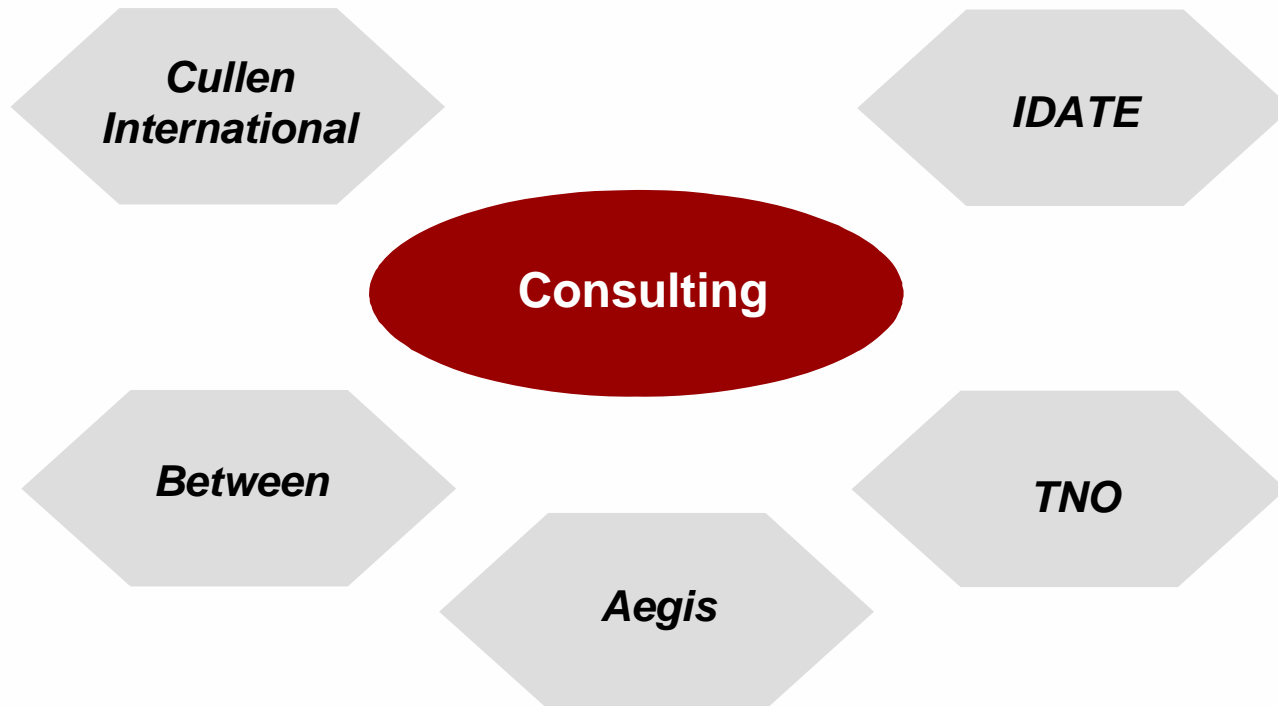 Cullen
International
IDATE
Consulting
Between
TNO
Aegis